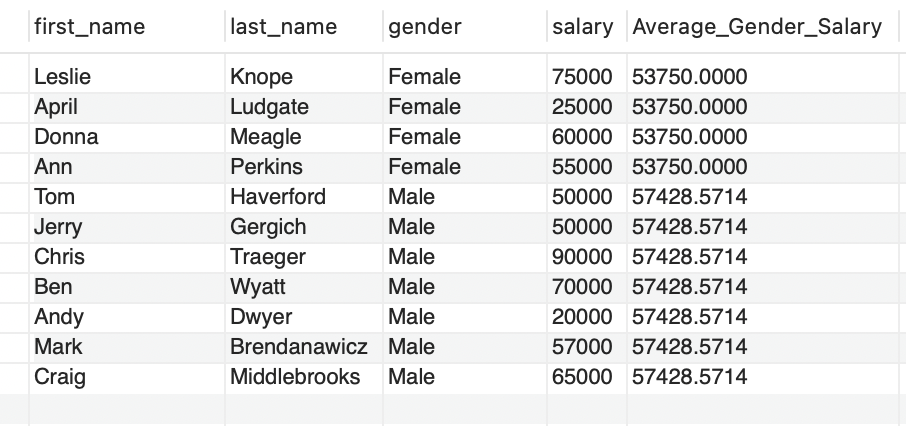 first_name last_name gender salary Average_Gender_Salary
Leslie Knope Female 75000 53750.0000
April Ludgate Female 25000 53750.0000
Donna Meagle Female 60000 53750.0000
Ann Perkins Female 55000 53750.0000
Tom Haverford Male 50000 57428.5714
Jerry Gergich Male 50000 57428.5714
Chris Traeger Male 90000 57428.5714
Ben Wyatt Male 70000 57428.5714
Andy Dwyer Male 20000 57428.5714
Mark Brendanawicz Male 57000 57428.5714
Craig Middlebrooks Male 65000 57428.5714